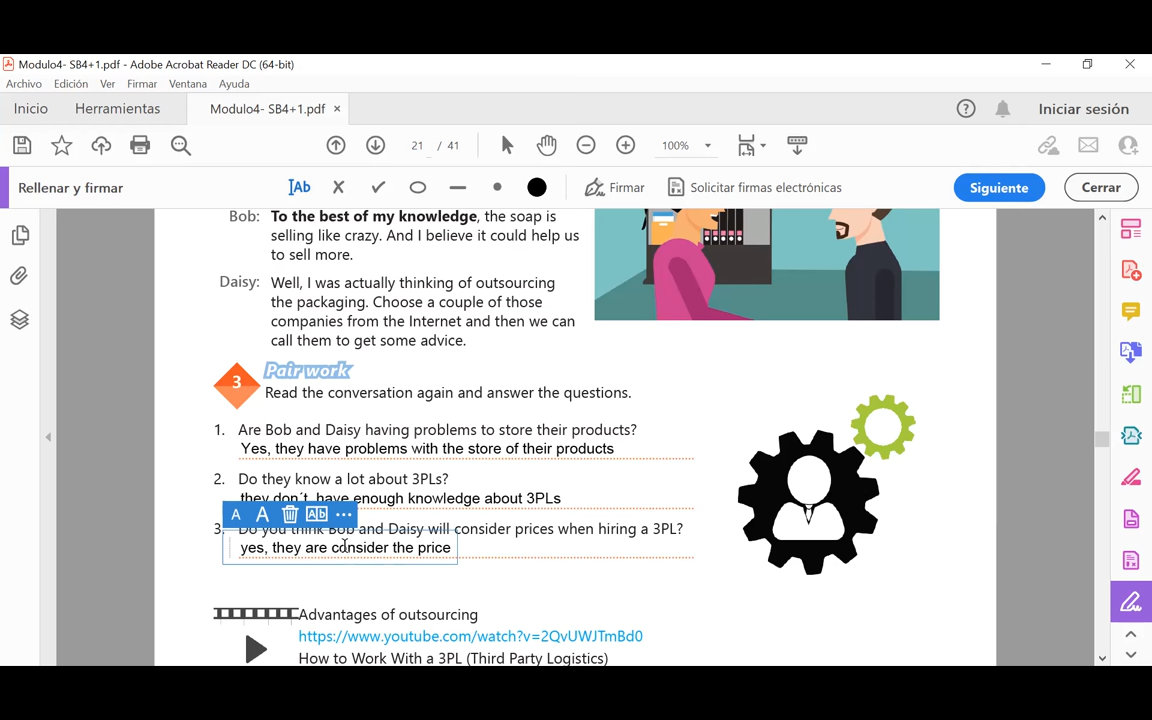 Modulo4- SB4+1.pdf - Adobe Acrobat Reader DC (64-bit)
Archivo Edición Ver Firmar Ventana Ayuda
Inicio Herramientas Modulo4- SB4+1.pdf × Iniciar sesión
21 / 41 100%
Rellenar y firmar Ab Firmar Solicitar firmas electrónicas Siguiente Cerrar
Bob: To the best of my knowledge, the soap is
selling like crazy. And I believe it could help us
to sell more.
Daisy: Well, I was actually thinking of outsourcing
the packaging. Choose a couple of those
companies from the Internet and then we can
call them to get some advice.
3 Pair work
Read the conversation again and answer the questions.
1. Are Bob and Daisy having problems to store their products?
Yes, they have problems with the store of their products
2. Do they know a lot about 3PLs?
they don´t have enough knowledge about 3PLs
A A Ab ...
3. Do you think Bob and Daisy will consider prices when hiring a 3PL?
yes, they are consider the price
Advantages of outsourcing
https://www.youtube.com/watch?v=2QvUWJTmBd0
How to Work With a 3PL (Third Party Logistics)